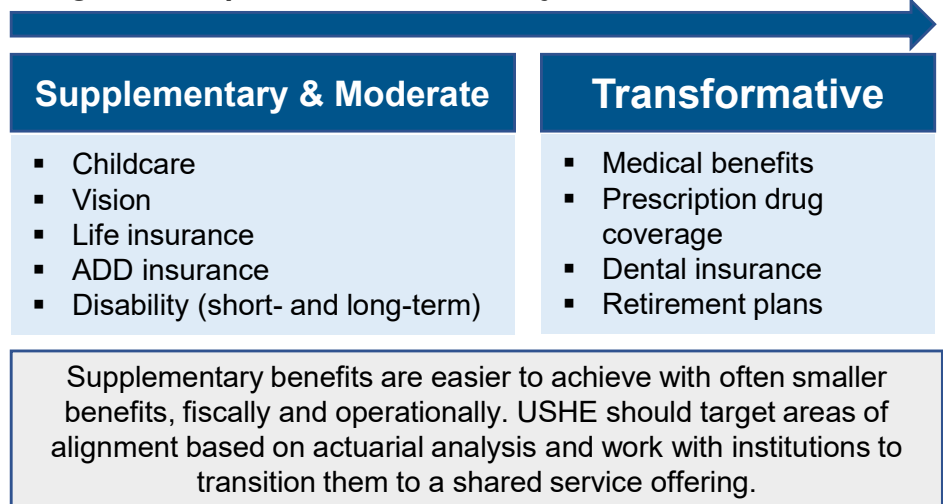 Supplementary & Moderate
▪ Childcare
▪ Vision
▪ Life insurance
▪ ADD insurance
▪ Disability (short- and long-term)
Transformative
▪ Medical benefits
▪ Prescription drug
coverage
▪ Dental insurance
▪ Retirement plans
Supplementary benefits are easier to achieve with often smaller
benefits, fiscally and operationally. USHE should target areas of
alignment based on actuarial analysis and work with institutions to
transition them to a shared service offering.